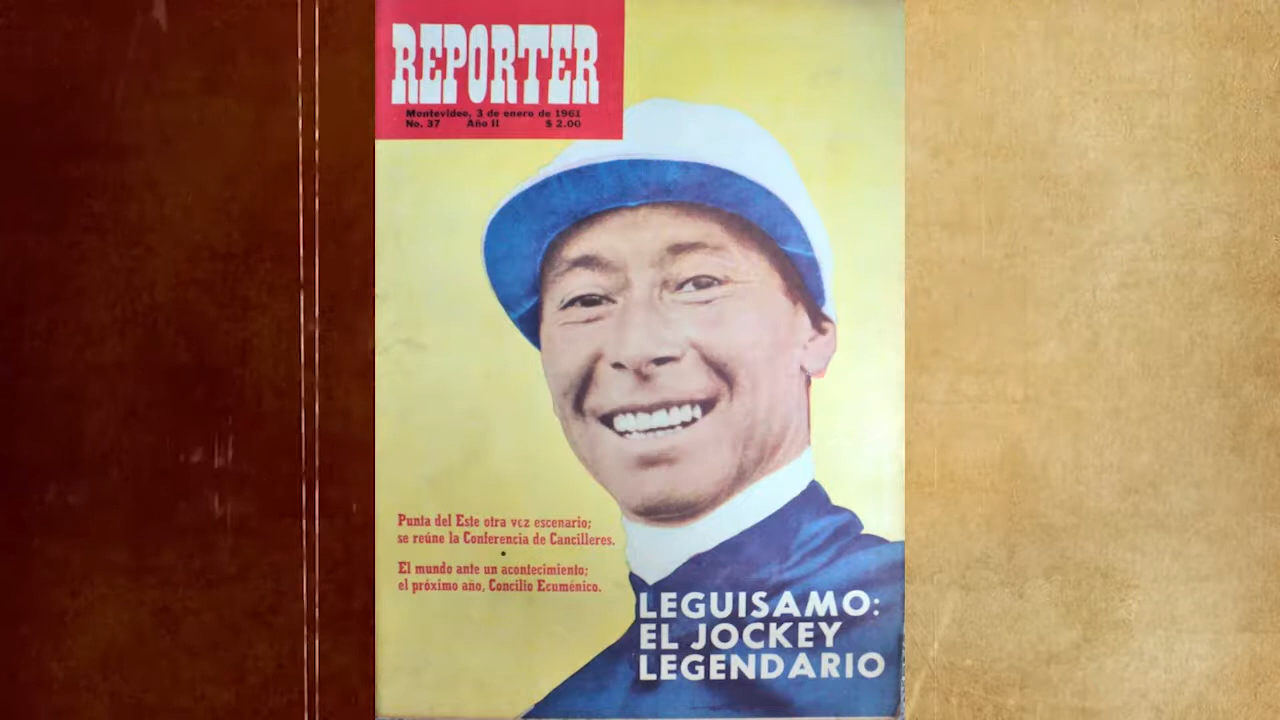 REPORTER
Montevideo, 3 de enero de 1961
No. 37 Año II $ 2.00
Punta del Este otra vez escenario;
se reúne la Conferencia de Cancilleres.
El mundo ante un acontecimiento;
el próximo año, Concilio Ecuménico.
LEGUISAMO:
EL JOCKEY
LEGENDARIO